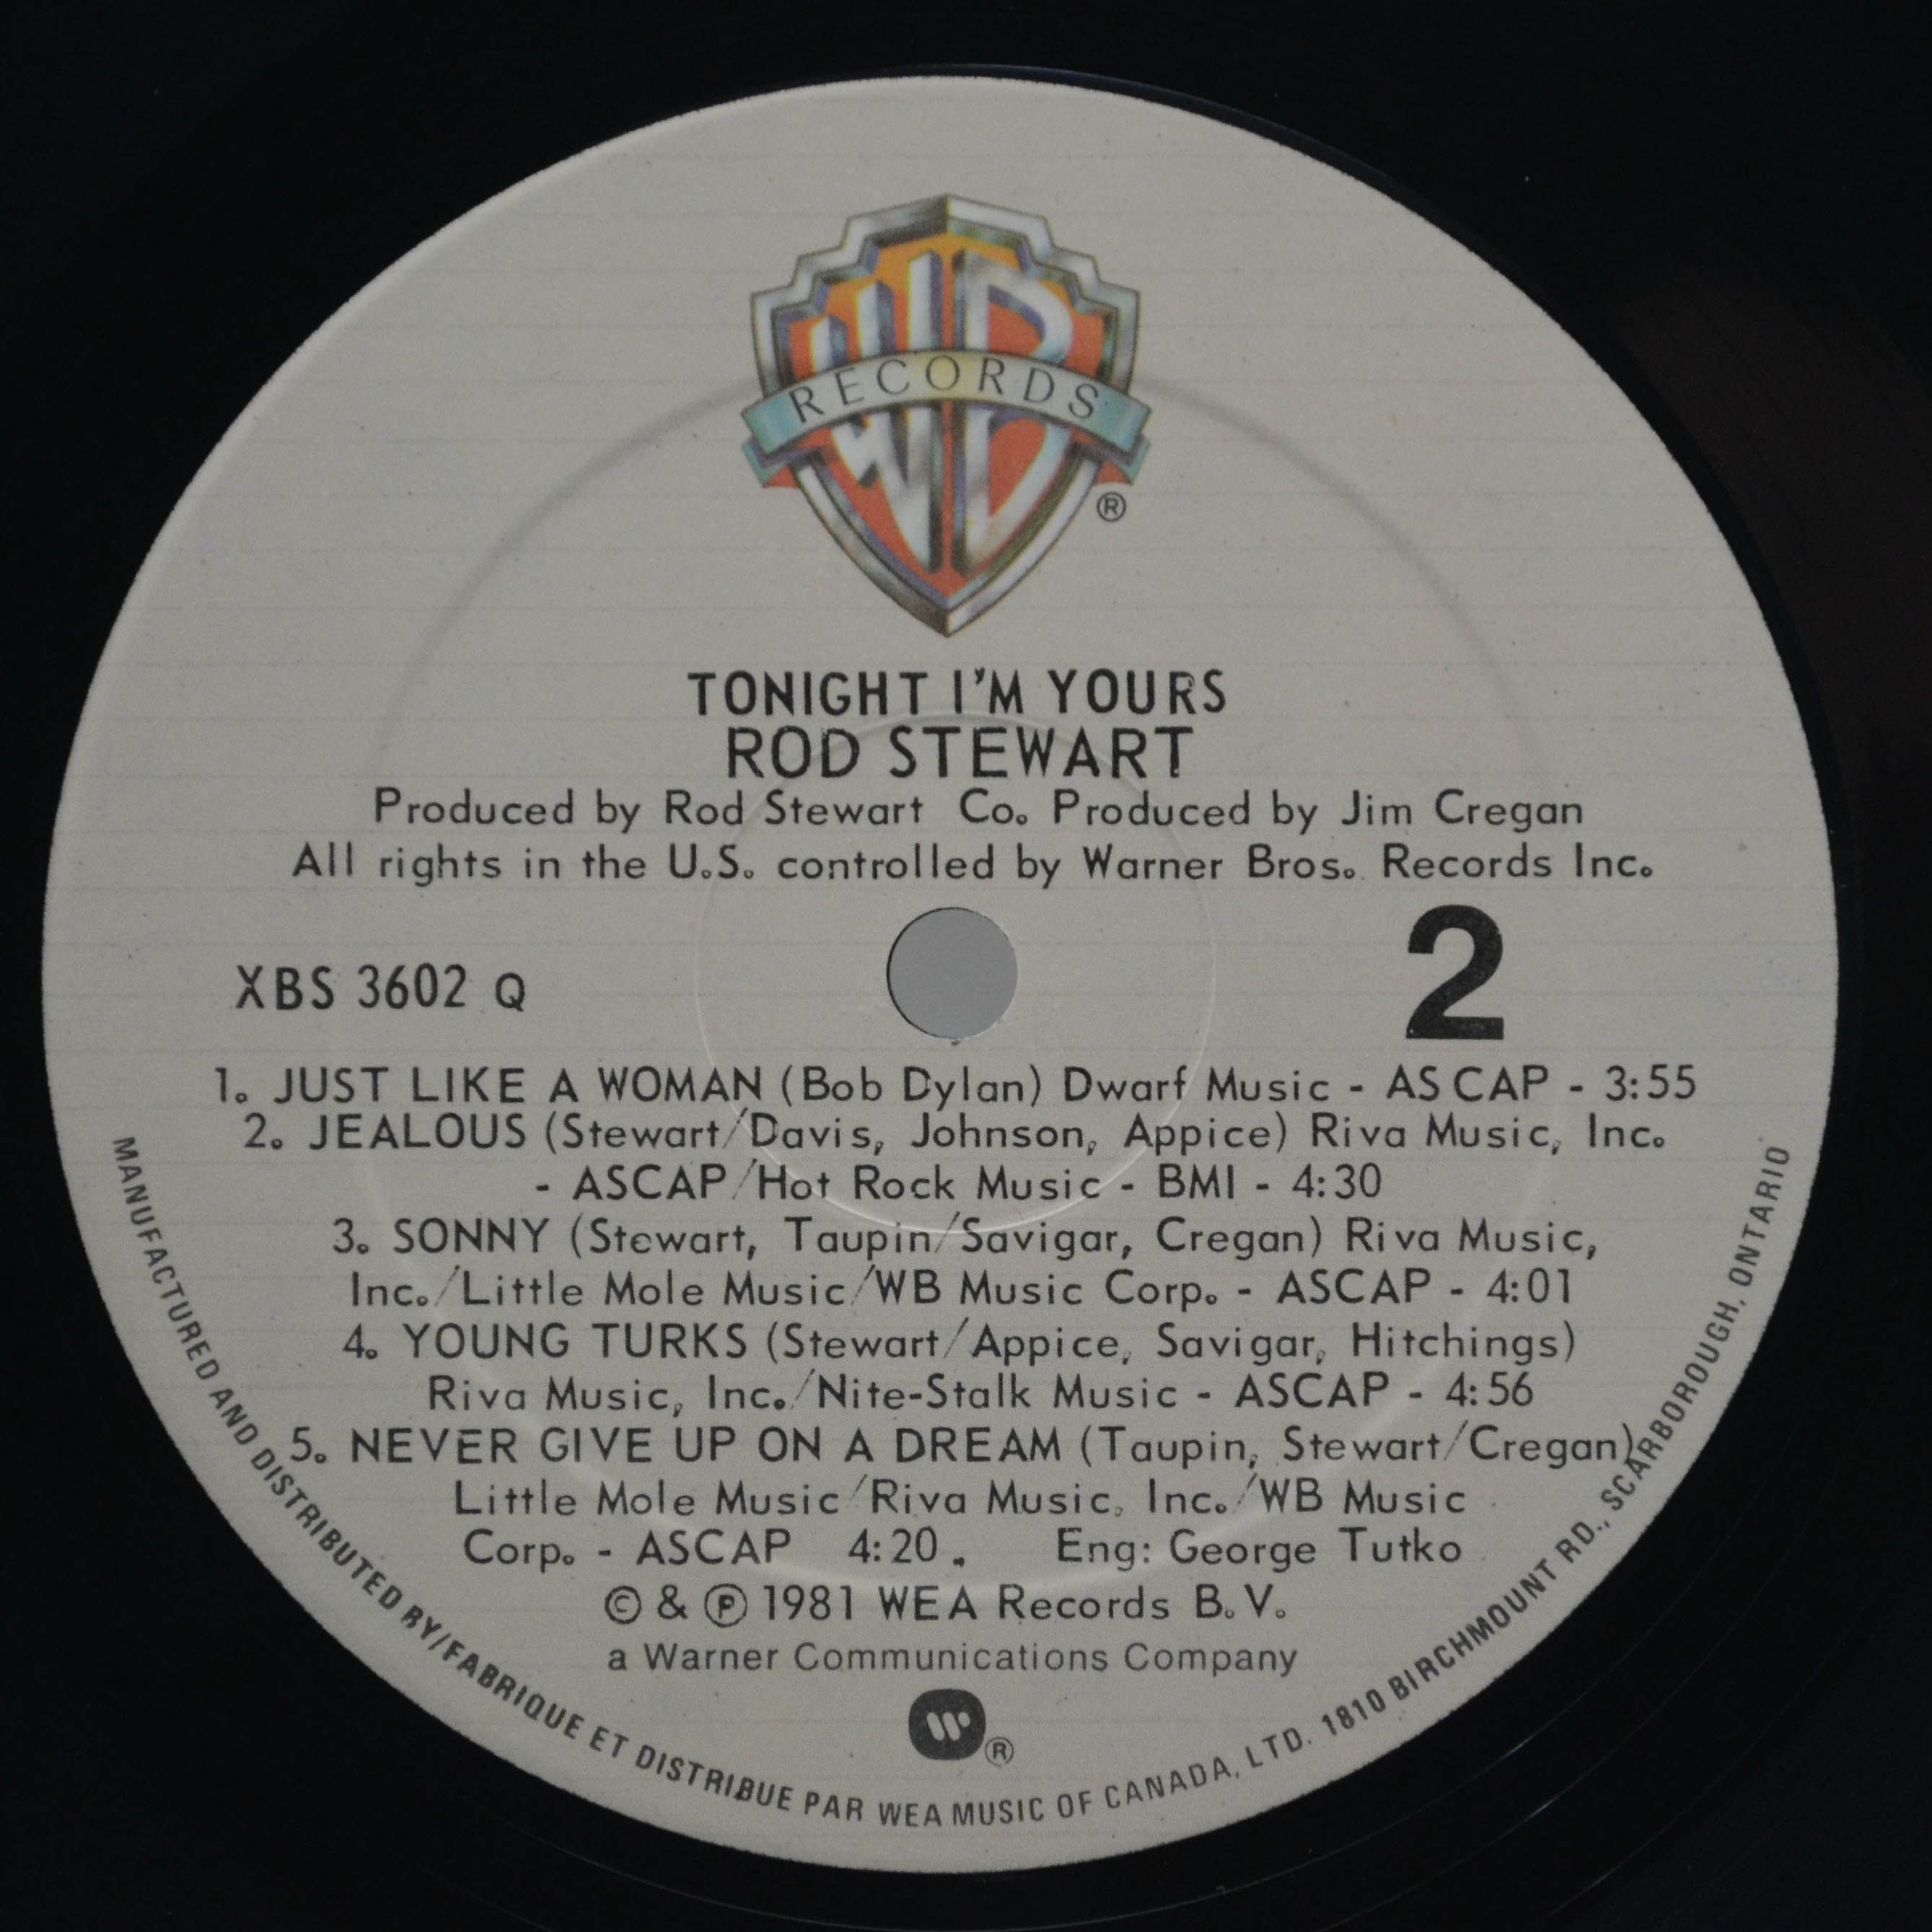 WB
RECORDS
®
TONIGHT I'M YOURS
ROD STEWART
Produced by Rod Stewart Co. Produced by Jim Cregan
All rights in the U.S. controlled by Warner Bros. Records Inc.
XBS 3602 Q
2
1. JUST LIKE A WOMAN (Bob Dylan) Dwarf Music - ASCAP - 3:55
2. JEALOUS (Stewart/Davis, Johnson, Appice) Riva Music, Inc.
- ASCAP/Hot Rock Music - BMI - 4:30
3. SONNY (Stewart, Taupin/Savigar, Cregan) Riva Music,
Inc./Little Mole Music/WB Music Corp. - ASCAP - 4:01
4. YOUNG TURKS (Stewart/Appice, Savigar, Hitchings)
Riva Music, Inc./Nite-Stalk Music - ASCAP - 4:56
5. NEVER GIVE UP ON A DREAM (Taupin, Stewart/Cregan)
Little Mole Music/Riva Music, Inc./WB Music
Corp. - ASCAP 4:20. Eng: George Tutko
© & ℗ 1981 WEA Records B.V.
a Warner Communications Company
®
MANUFACTURED AND DISTRIBUTED BY/FABRIQUE ET DISTRIBUE PAR WEA MUSIC OF CANADA, LTD. 1810 BIRCHMOUNT RD., SCARBOROUGH, ONTARIO